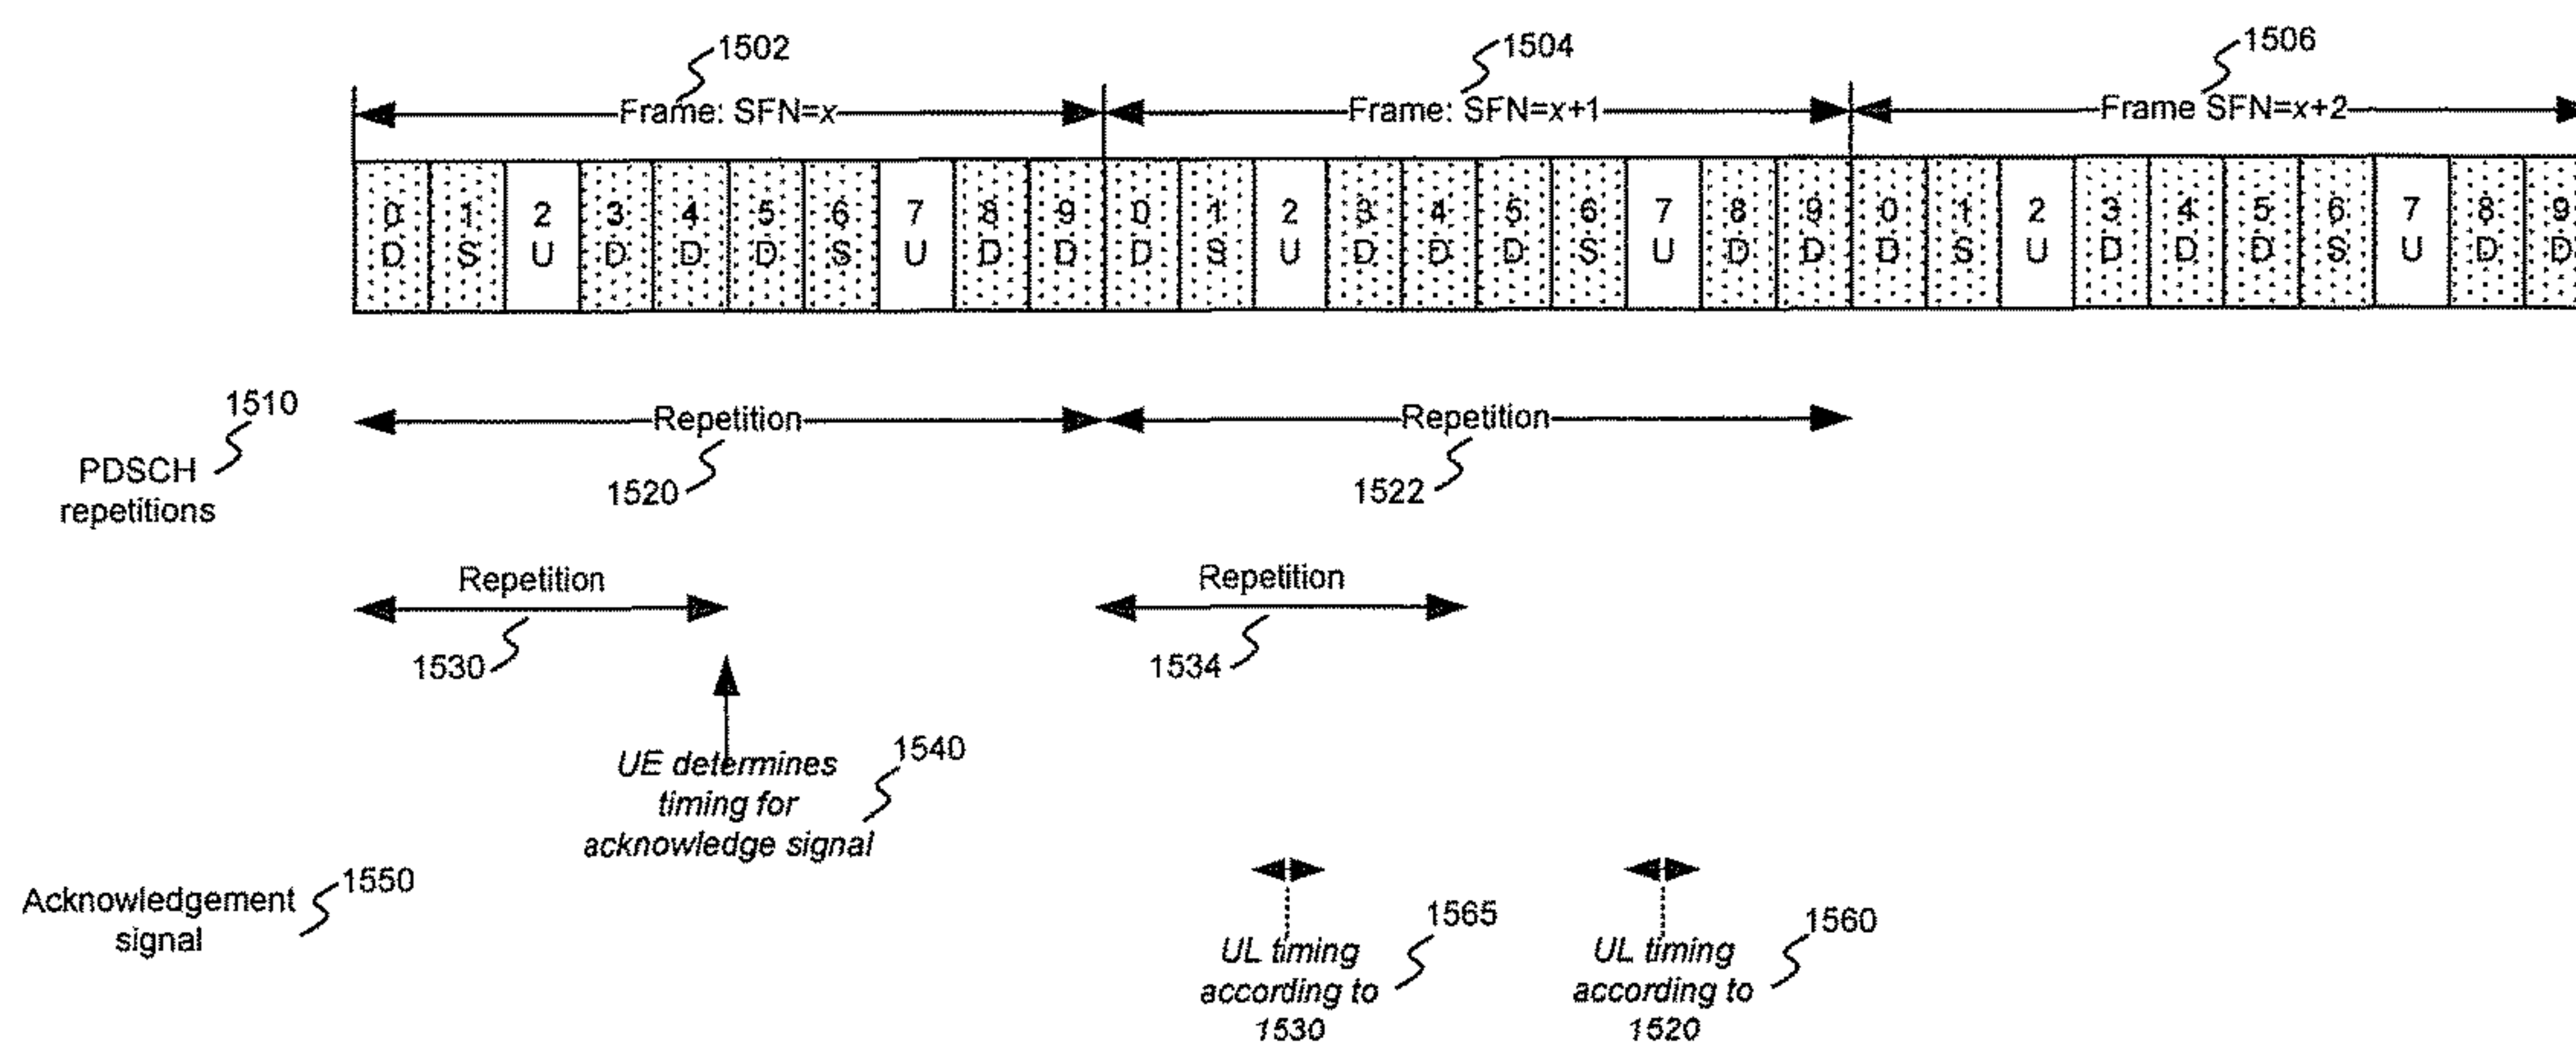 1502
1504
1506
Frame: SFN=x
Frame: SFN=x+1
Frame SFN=x+2
0 1 2 3 4 5 6 7 8 9 0 1 2 3 4 5 6 7 8 9 0 1 2 3 4 5 6 7 8 9
D S U D D D S U D D D S U D D D S U D D D S U D D D S U D D
1510
PDSCH
repetitions
Repetition
1520
Repetition
1522
Repetition
1530
Repetition
1534
UE determines
timing for
acknowledge signal
1540
Acknowledgement
signal
1550
UL timing
according to
1530
1565
UL timing
according to
1520
1560